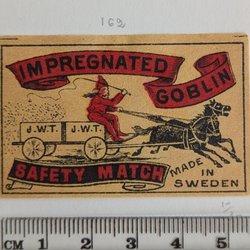 162
IMPREGNATED
GOBLIN
J.W.T. J.W.T.
SAFETY MATCH
MADE
IN
SWEDEN
CM 1 2 3 4 5